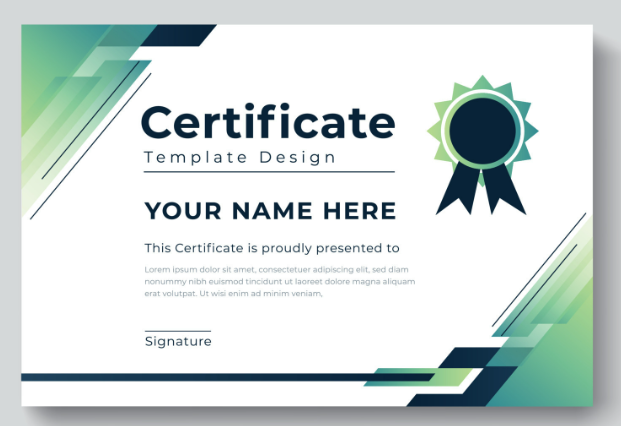 Certificate
Template Design
YOUR NAME HERE
This Certificate is proudly presented to
Lorem ipsum dolor sit amet, consectetuer adipiscing elit, sed diam
nonummy nibh euismod tincidunt ut laoreet dolore magna aliquam
erat volutpat. Ut wisi enim ad minim veniam,
Signature